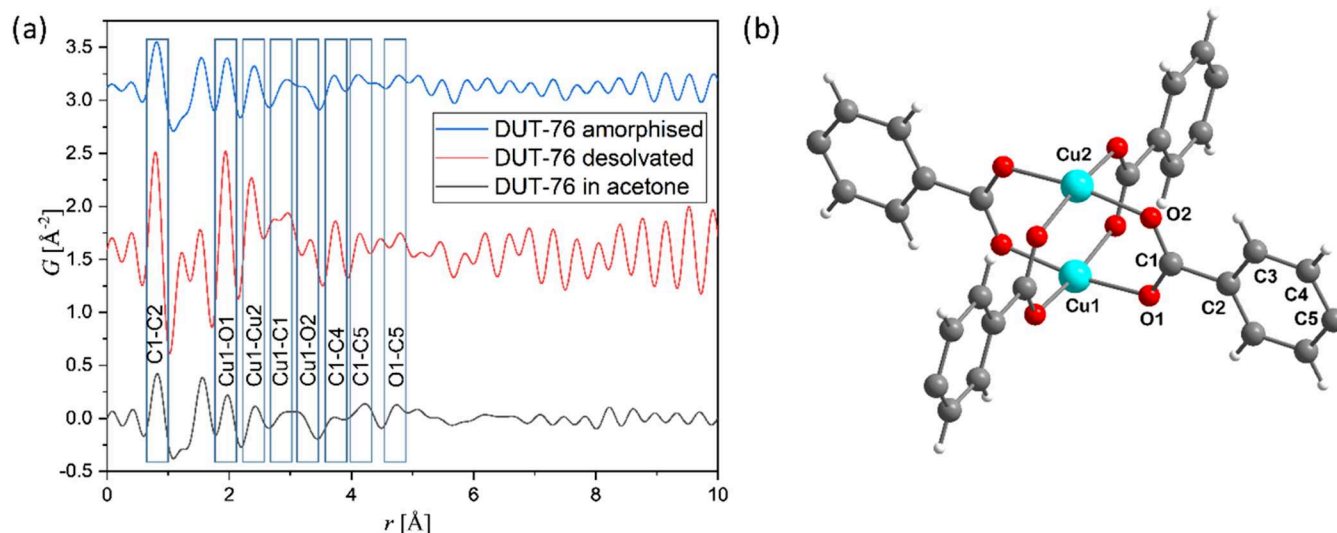 (a)
G [Å⁻²]
3.5
3.0
2.5
2.0
1.5
1.0
0.5
0.0
-0.5
DUT-76 amorphised
DUT-76 desolvated
DUT-76 in acetone
C1-C2
Cu1-O1
Cu1-Cu2
Cu1-C1
Cu1-O2
C1-C4
C1-C5
O1-C5
0 2 4 6 8 10
r [Å]
(b)
Cu2
O2
C1
C3
C4
C2
C5
Cu1
O1